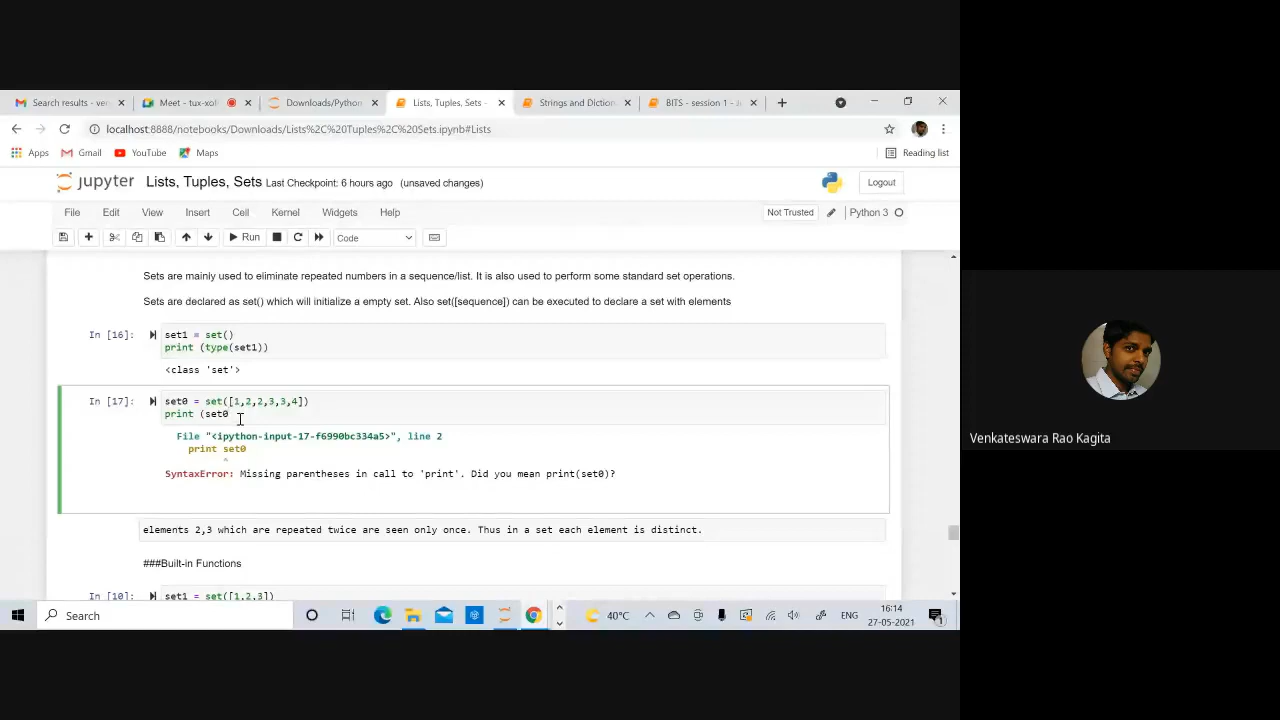 Search results - ve
Meet - tux-xol
Downloads/Python
Lists, Tuples, Sets -
Strings and Diction
BITS - session 1 - 
localhost:8888/notebooks/Downloads/Lists%2C%20Tuples%2C%20Sets.ipynb#Lists
Apps Gmail YouTube Maps Reading list
jupyter Lists, Tuples, Sets Last Checkpoint: 6 hours ago (unsaved changes) Logout
File Edit View Insert Cell Kernel Widgets Help Not Trusted Python 3
Run Code
Sets are mainly used to eliminate repeated numbers in a sequence/list. It is also used to perform some standard set operations.
Sets are declared as set() which will initialize a empty set. Also set([sequence]) can be executed to declare a set with elements
In [16]: set1 = set()
print (type(set1))
<class 'set'>
In [17]: set0 = set([1,2,2,3,3,4])
print (set0
File "<ipython-input-17-f6990bc334a5>", line 2
print set0
^
SyntaxError: Missing parentheses in call to 'print'. Did you mean print(set0)?
elements 2,3 which are repeated twice are seen only once. Thus in a set each element is distinct.
###Built-in Functions
In [10]: set1 = set([1,2,3])
Search 40°C ENG 16:14
27-05-2021
Venkateswara Rao Kagita